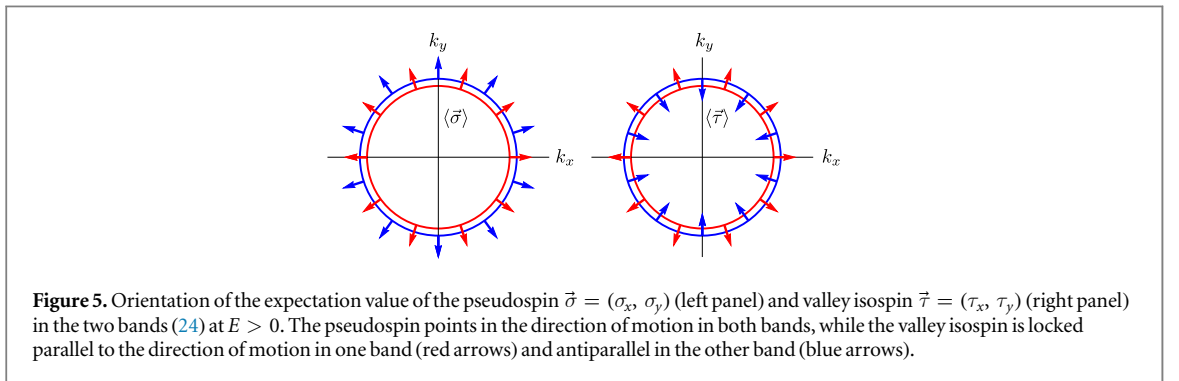 k_y k_y
⟨σ⃗⟩ ⟨τ⃗⟩
k_x k_x
Figure 5. Orientation of the expectation value of the pseudospin σ⃗ = (σ_x, σ_y) (left panel) and valley isospin τ⃗ = (τ_x, τ_y) (right panel)
in the two bands (24) at E > 0. The pseudospin points in the direction of motion in both bands, while the valley isospin is locked
parallel to the direction of motion in one band (red arrows) and antiparallel in the other band (blue arrows).